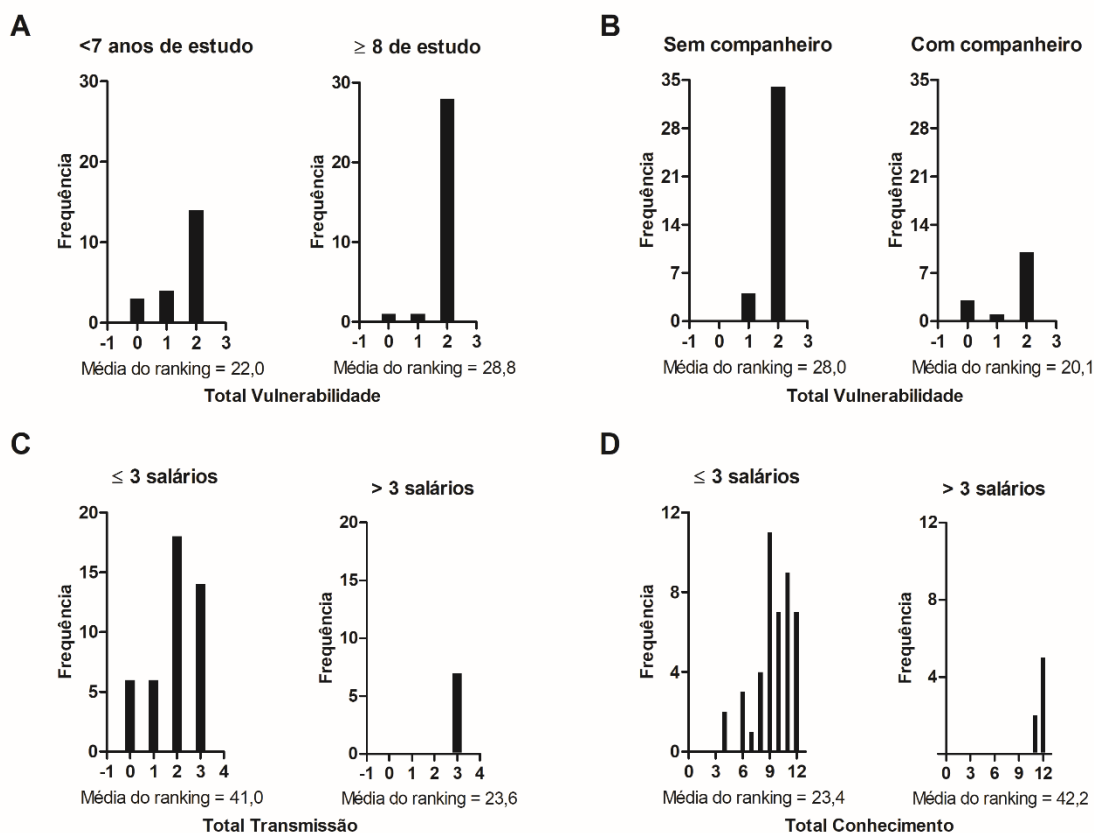 A
<7 anos de estudo
≥ 8 de estudo
Frequência
30
20
10
0
-1 0 1 2 3
Média do ranking = 22,0
30
20
10
0
-1 0 1 2 3
Média do ranking = 28,8
Total Vulnerabilidade
B
Sem companheiro
Com companheiro
Frequência
35
28
21
14
7
0
-1 0 1 2 3
Média do ranking = 28,0
Frequência
35
28
21
14
7
0
-1 0 1 2 3
Média do ranking = 20,1
Total Vulnerabilidade
C
≤ 3 salários
> 3 salários
Frequência
20
15
10
5
0
-1 0 1 2 3 4
Média do ranking = 41,0
Frequência
20
15
10
5
0
-1 0 1 2 3 4
Média do ranking = 23,6
Total Transmissão
D
≤ 3 salários
> 3 salários
Frequência
12
8
4
0
0 3 6 9 12
Média do ranking = 23,4
Frequência
12
8
4
0 3 6 9 12
Média do ranking = 42,2
Total Conhecimento